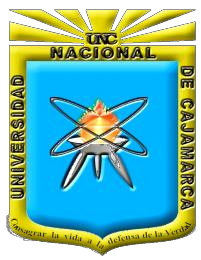 UNC
UNIVERSIDAD
NACIONAL
DE CAJAMARCA
Consagrar la vida a la defensa de la Verdad